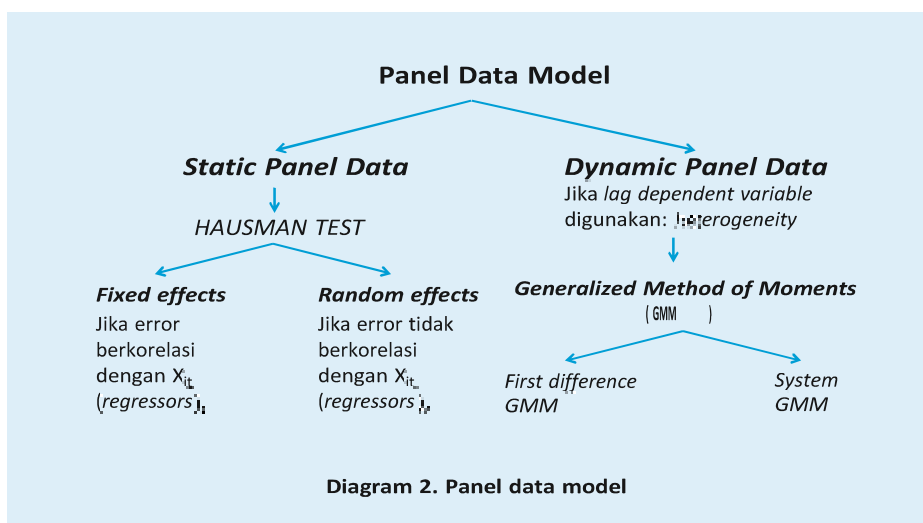 Panel Data Model
Static Panel Data
HAUSMAN TEST
Fixed effects
Jika error
berkorelasi
dengan Xit
(regressors
Random effects
Jika error tidak
berkorelasi
dengan Xit
(regressors
Dynamic Panel Data
Jika lag dependent variable
digunakan:
Generalized Method of Moments
( GMM )
First difference
GMM
System
GMM
Diagram 2. Panel data model